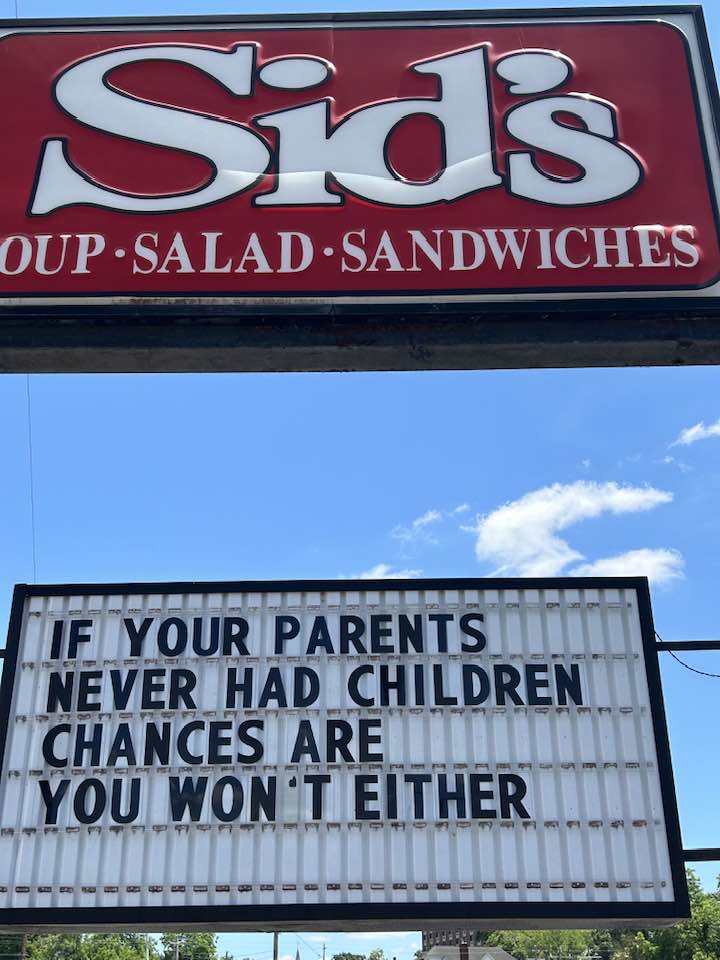 Sid's
OUP · SALAD · SANDWICHES
IF YOUR PARENTS
NEVER HAD CHILDREN
CHANCES ARE
YOU WON'T EITHER